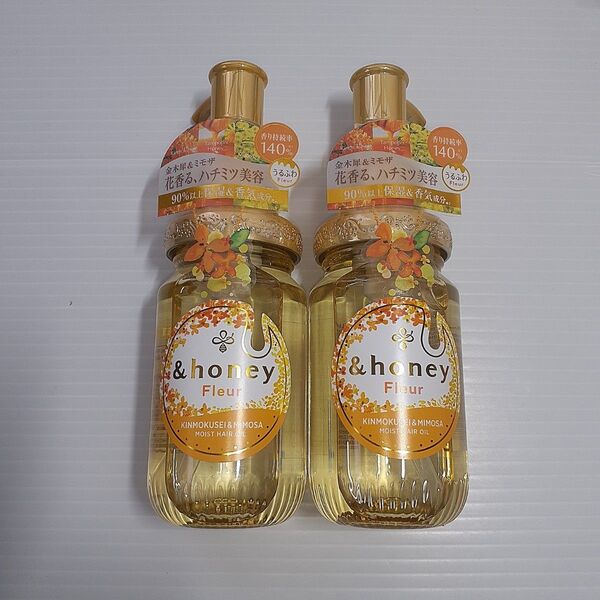 金木犀&ミモザ
花香る、ハチミツ美容
90%以上保湿&香気成分
香り持続率
140%
うるふわ
Fleur
&honey
Fleur
KINMOKUSEI&MIMOSA
MOIST HAIR OIL
金木犀&ミモザ
花香る、ハチミツ美容
90%以上保湿&香気成分
香り持続率
140%
うるふわ
Fleur
&honey
Fleur
KINMOKUSEI&MIMOSA
MOIST HAIR OIL